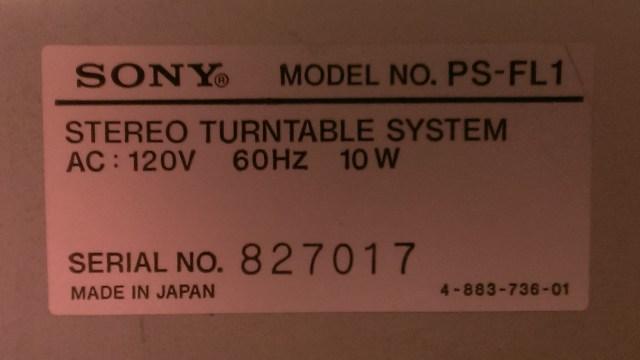 SONY® MODEL NO. PS-FL1
STEREO TURNTABLE SYSTEM
AC: 120V 60Hz 10W
SERIAL NO. 827017
MADE IN JAPAN 4-883-736-01